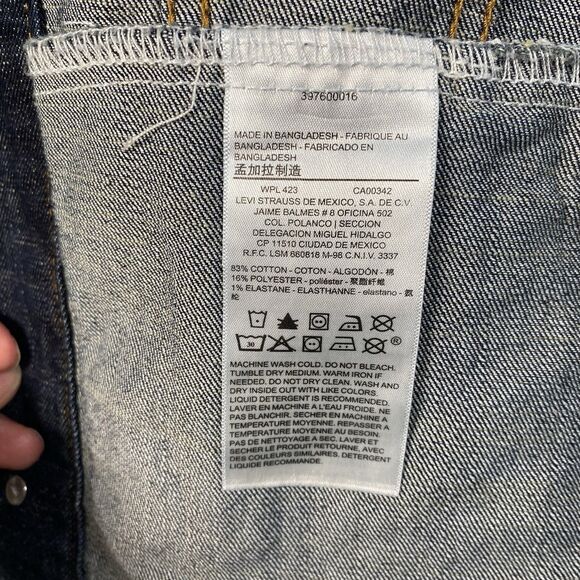 397600016
MADE IN BANGLADESH - FABRIQUE AU
BANGLADESH - FABRICADO EN
BANGLADESH
孟加拉制造
WPL 423 CA00342
LEVI STRAUSS DE MEXICO, S.A. DE C.V.
JAIME BALMES # 8 OFICINA 502
COL. POLANCO | SECCION
DELEGACION MIGUEL HIDALGO
CP 11510 CIUDAD DE MEXICO
R.F.C. LSM 660818 M-96 C.N.I.V. 3337
83% COTTON - COTON - ALGODÓN - 棉
16% POLYESTER - poliéster - 聚酯纤维
1% ELASTANE - ELASTHANNE - elastano - 氨
纶
30
®
MACHINE WASH COLD. DO NOT BLEACH.
TUMBLE DRY MEDIUM. WARM IRON IF
NEEDED. DO NOT DRY CLEAN. WASH AND
DRY INSIDE OUT WITH LIKE COLORS.
LIQUID DETERGENT IS RECOMMENDED.
LAVER EN MACHINE A L'EAU FROIDE. NE
PAS BLANCHIR. SECHER EN MACHINE A
TEMPERATURE MOYENNE. REPASSER A
TEMPERATURE MOYENNE AU BESOIN.
PAS DE NETTOYAGE A SEC. LAVER ET
SECHER LE PRODUIT RETOURNE, AVEC
DES COULEURS SIMILAIRES. DETERGENT
LIQUIDE RECOMMANDE.